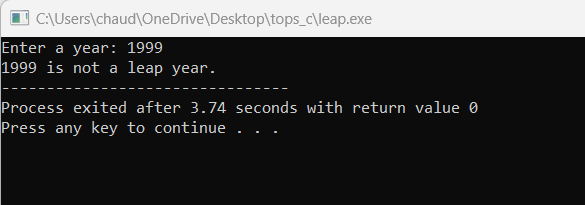 C:\Users\chaud\OneDrive\Desktop\tops_c\leap.exe
Enter a year: 1999
1999 is not a leap year.
--------------------------------
Process exited after 3.74 seconds with return value 0
Press any key to continue . . .